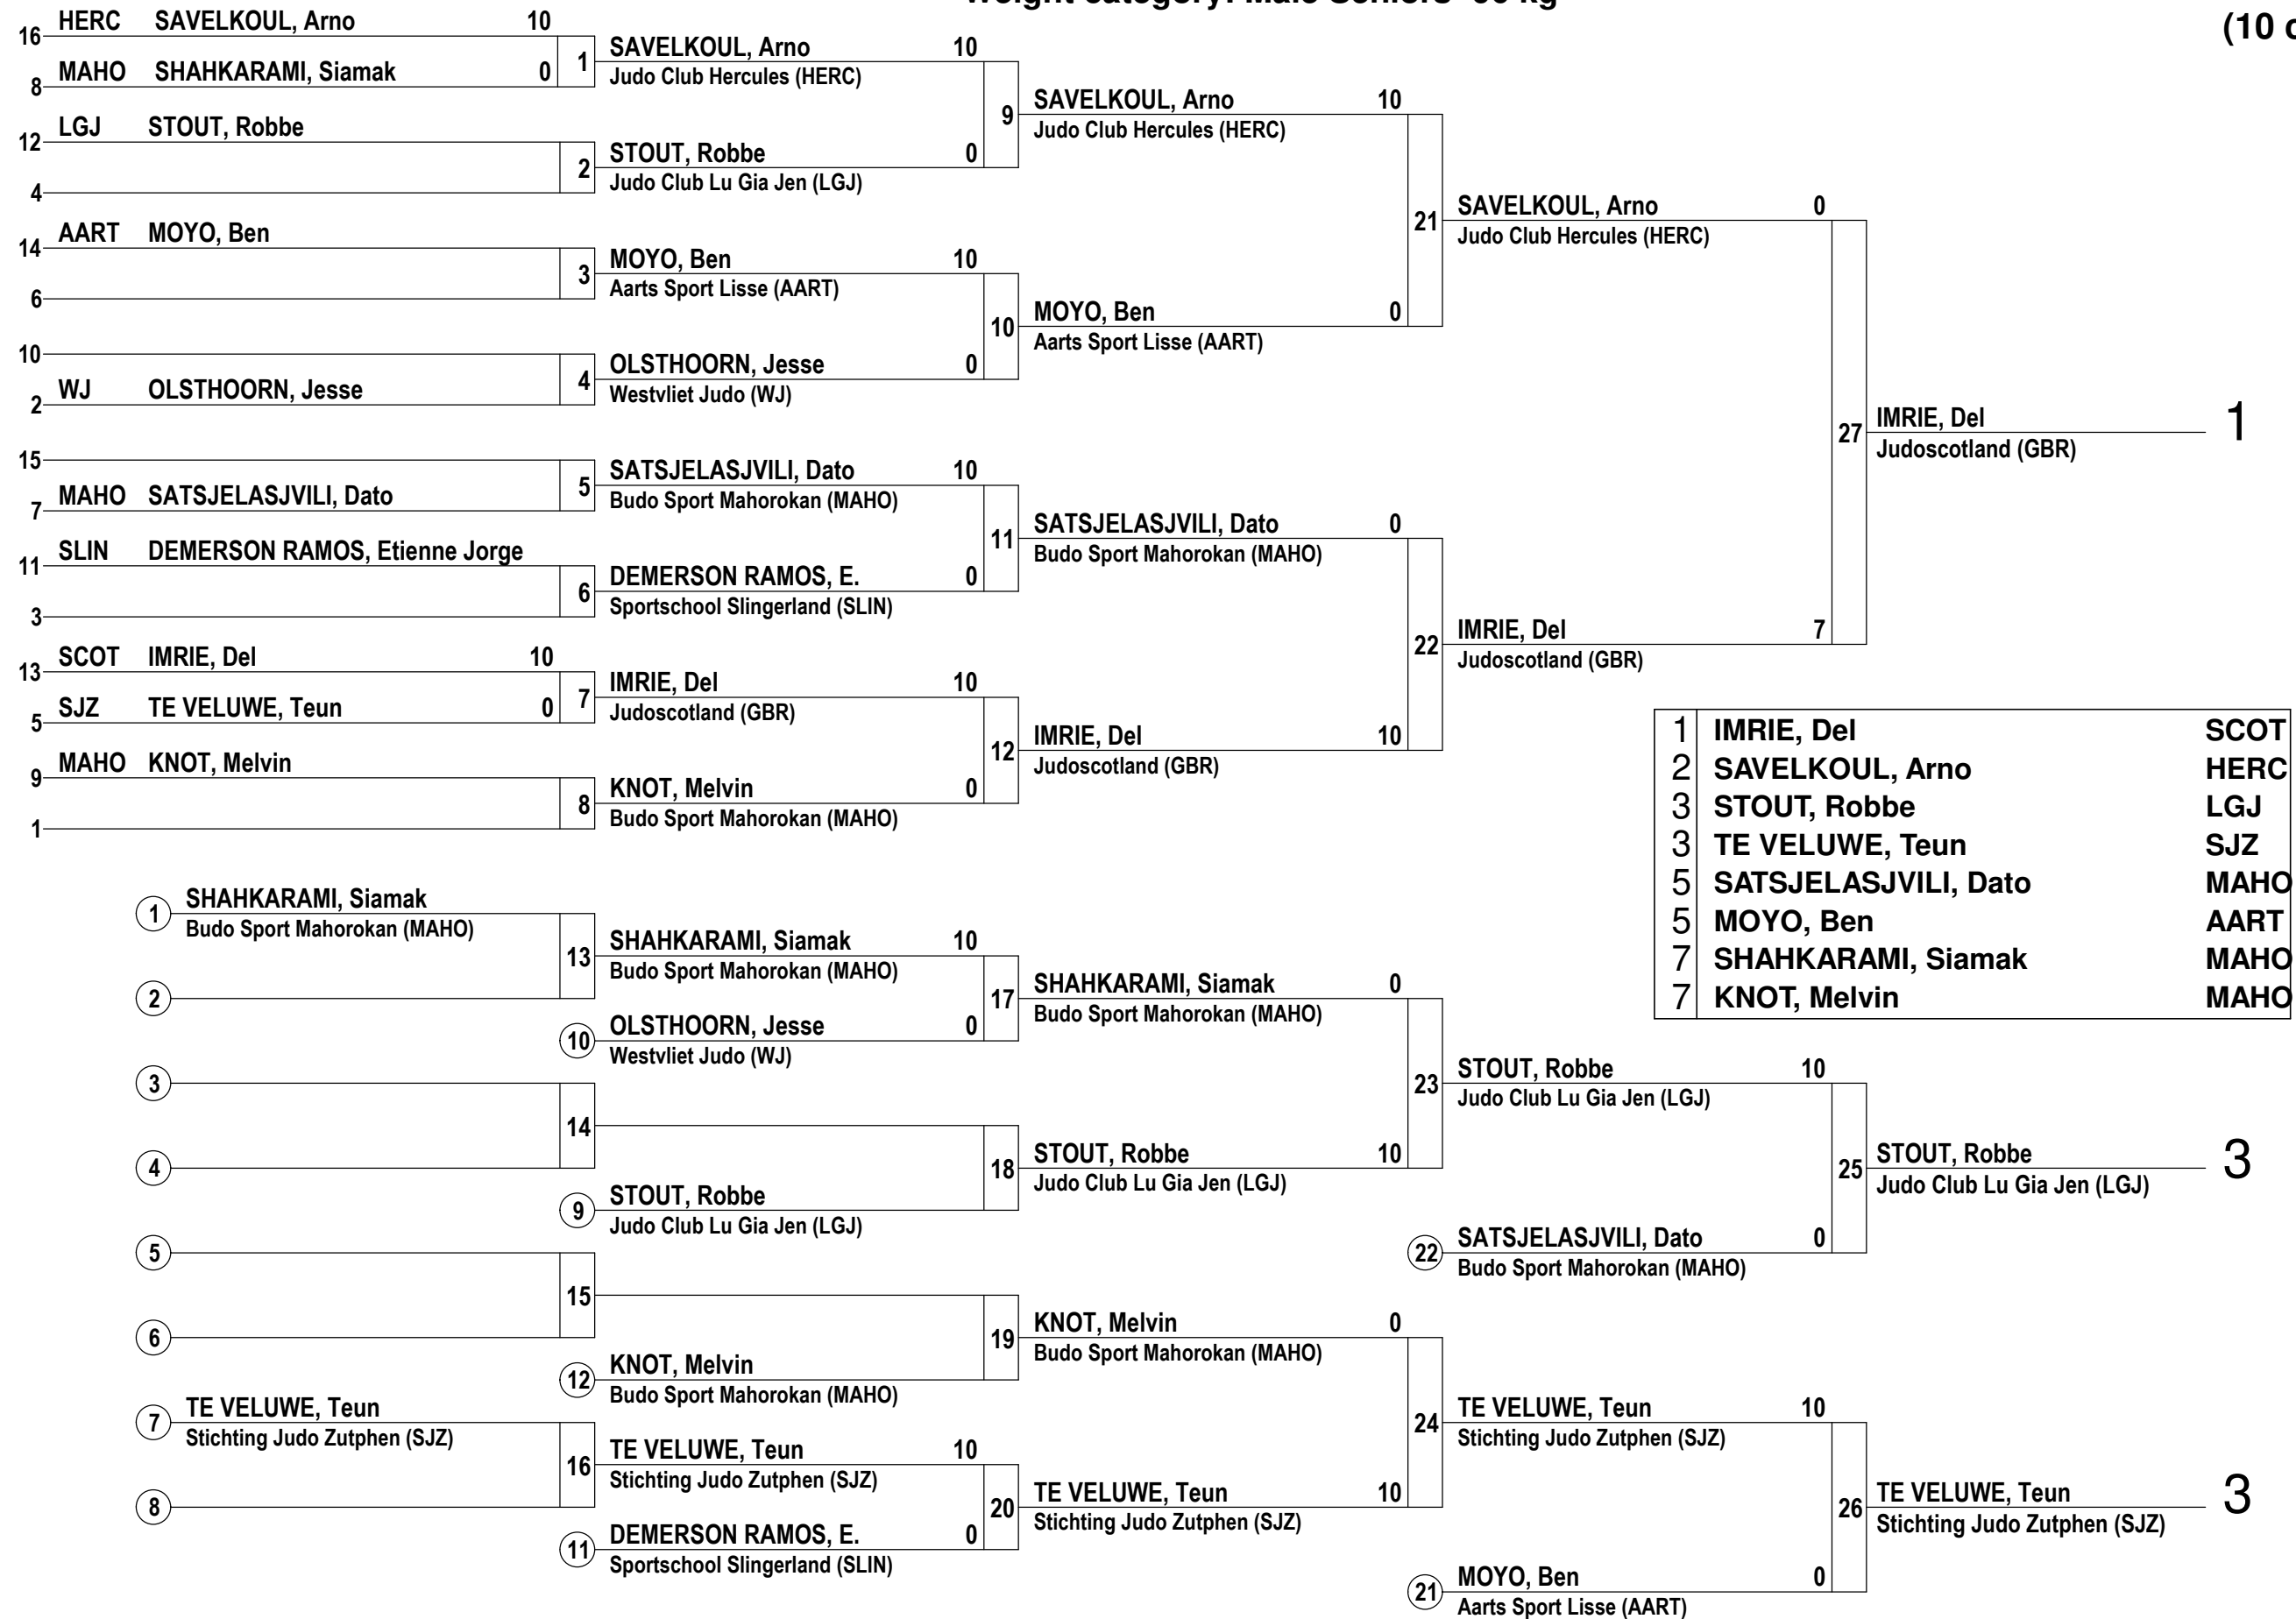 (10 c
16 HERC SAVELKOUL, Arno 10
8 MAHO SHAHKARAMI, Siamak 0
1
12 LGJ STOUT, Robbe
4
2
14 AART MOYO, Ben
6
3
10
2 WJ OLSTHOORN, Jesse
4
15
7 MAHO SATSJELASJVILI, Dato
5
11 SLIN DEMERSON RAMOS, Etienne Jorge
3
6
13 SCOT IMRIE, Del 10
5 SJZ TE VELUWE, Teun 0
7
9 MAHO KNOT, Melvin
1
8
SAVELKOUL, Arno 10
Judo Club Hercules (HERC)
9
STOUT, Robbe 0
Judo Club Lu Gia Jen (LGJ)
MOYO, Ben 10
Aarts Sport Lisse (AART)
10
OLSTHOORN, Jesse 0
Westvliet Judo (WJ)
SATSJELASJVILI, Dato 10
Budo Sport Mahorokan (MAHO)
11
DEMERSON RAMOS, E. 0
Sportschool Slingerland (SLIN)
IMRIE, Del 10
Judoscotland (GBR)
12
KNOT, Melvin 0
Budo Sport Mahorokan (MAHO)
SAVELKOUL, Arno 10
Judo Club Hercules (HERC)
21
MOYO, Ben 0
Aarts Sport Lisse (AART)
SATSJELASJVILI, Dato 0
Budo Sport Mahorokan (MAHO)
22
IMRIE, Del 10
Judoscotland (GBR)
SAVELKOUL, Arno 0
Judo Club Hercules (HERC)
27
IMRIE, Del 7
Judoscotland (GBR)
IMRIE, Del 1
Judoscotland (GBR)
1 IMRIE, Del SCOT
2 SAVELKOUL, Arno HERC
3 STOUT, Robbe LGJ
3 TE VELUWE, Teun SJZ
5 SATSJELASJVILI, Dato MAHO
5 MOYO, Ben AART
7 SHAHKARAMI, Siamak MAHO
7 KNOT, Melvin MAHO
1 SHAHKARAMI, Siamak
Budo Sport Mahorokan (MAHO)
13
2
3
14
4
5
15
6
7 TE VELUWE, Teun
Stichting Judo Zutphen (SJZ)
16
8
SHAHKARAMI, Siamak 10
Budo Sport Mahorokan (MAHO)
17
10 OLSTHOORN, Jesse 0
Westvliet Judo (WJ)
18
9 STOUT, Robbe
Judo Club Lu Gia Jen (LGJ)
19
12 KNOT, Melvin
Budo Sport Mahorokan (MAHO)
TE VELUWE, Teun 10
Stichting Judo Zutphen (SJZ)
20
11 DEMERSON RAMOS, E. 0
Sportschool Slingerland (SLIN)
SHAHKARAMI, Siamak 0
Budo Sport Mahorokan (MAHO)
23
STOUT, Robbe 10
Judo Club Lu Gia Jen (LGJ)
KNOT, Melvin 0
Budo Sport Mahorokan (MAHO)
24
TE VELUWE, Teun 10
Stichting Judo Zutphen (SJZ)
STOUT, Robbe 10
Judo Club Lu Gia Jen (LGJ)
25
22 SATSJELASJVILI, Dato 0
Budo Sport Mahorokan (MAHO)
TE VELUWE, Teun 10
Stichting Judo Zutphen (SJZ)
26
21 MOYO, Ben 0
Aarts Sport Lisse (AART)
STOUT, Robbe 3
Judo Club Lu Gia Jen (LGJ)
TE VELUWE, Teun 3
Stichting Judo Zutphen (SJZ)